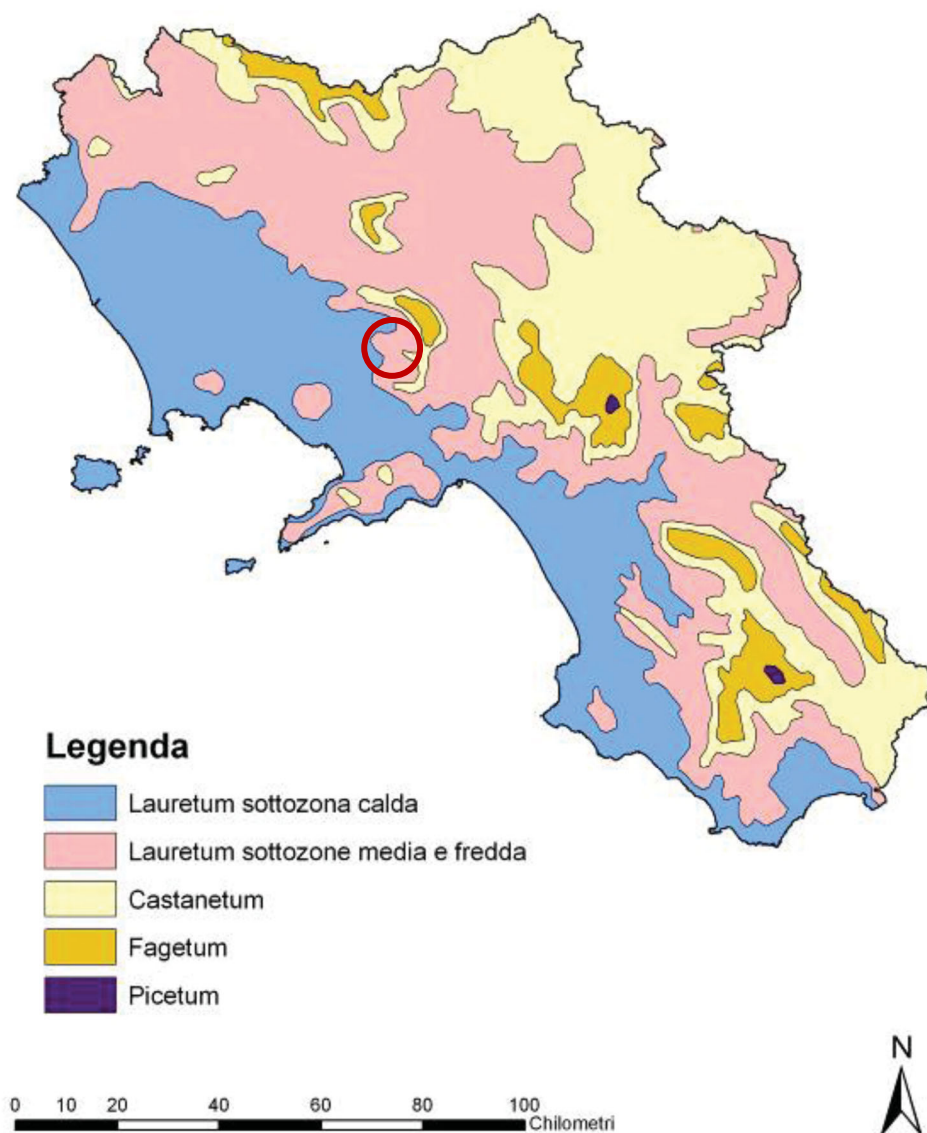 Legenda
Lauretum sottozona calda
Lauretum sottozone media e fredda
Castanetum
Fagetum
Picetum
N
0 10 20 40 60 80 100
Chilometri